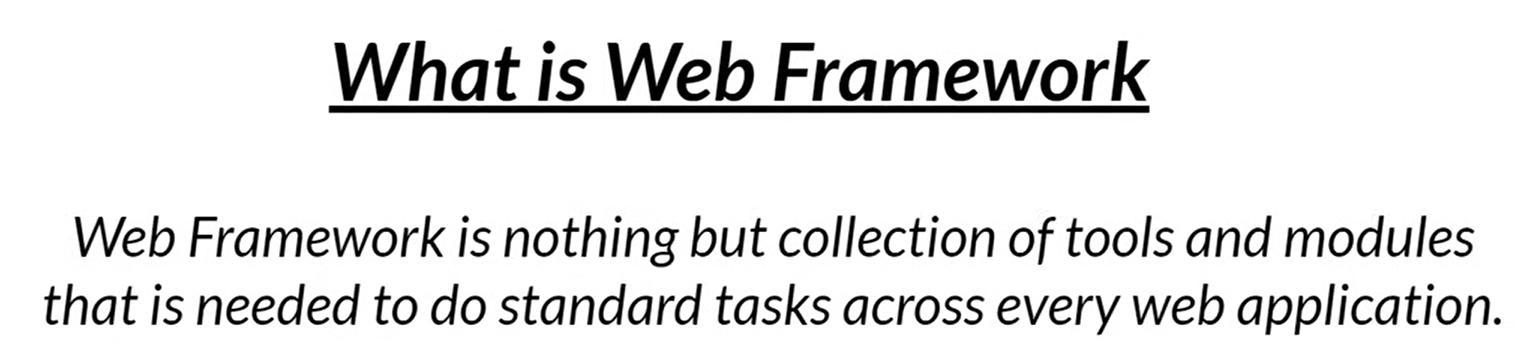 What is Web Framework
Web Framework is nothing but collection of tools and modules
that is needed to do standard tasks across every web application.